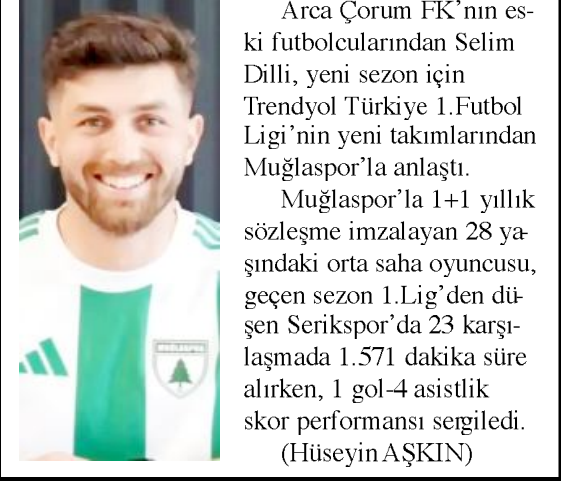 Arca Çorum FK’nın es-
ki futbolcularından Selim
Dilli, yeni sezon için
Trendyol Türkiye 1.Futbol
Ligi’nin yeni takımlarından
Muğlaspor’la anlaştı.
Muğlaspor’la 1+1 yıllık
sözleşme imzalayan 28 ya-
şındaki orta saha oyuncusu,
geçen sezon 1.Lig’den dü-
şen Serikspor’da 23 karşı-
laşmada 1.571 dakika süre
alırken, 1 gol-4 asistlik
skor performansı sergiledi.
(Hüseyin AŞKIN)
MUĞLASPOR